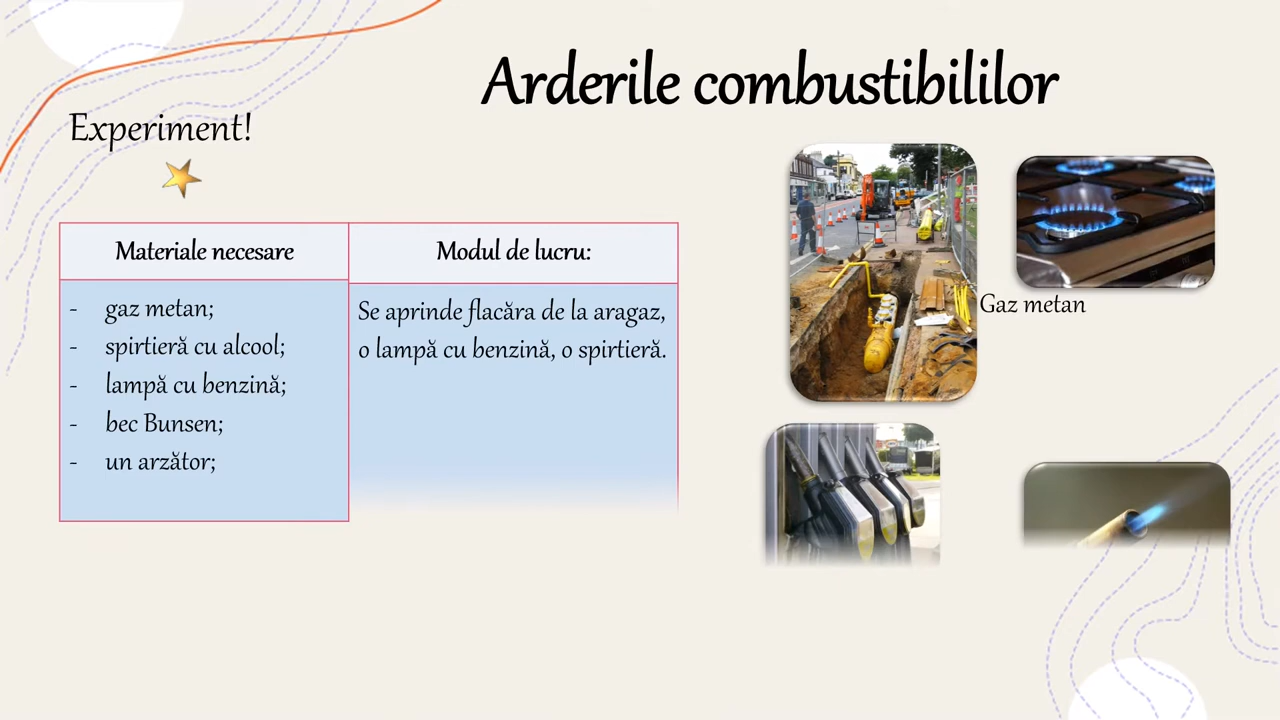 Arderile combustibililor
Experiment!
Materiale necesare
- gaz metan;
- spirtieră cu alcool;
- lampă cu benzină;
- bec Bunsen;
- un arzător;
Modul de lucru:
Se aprinde flacăra de la aragaz,
o lampă cu benzină, o spirtieră.
Gaz metan